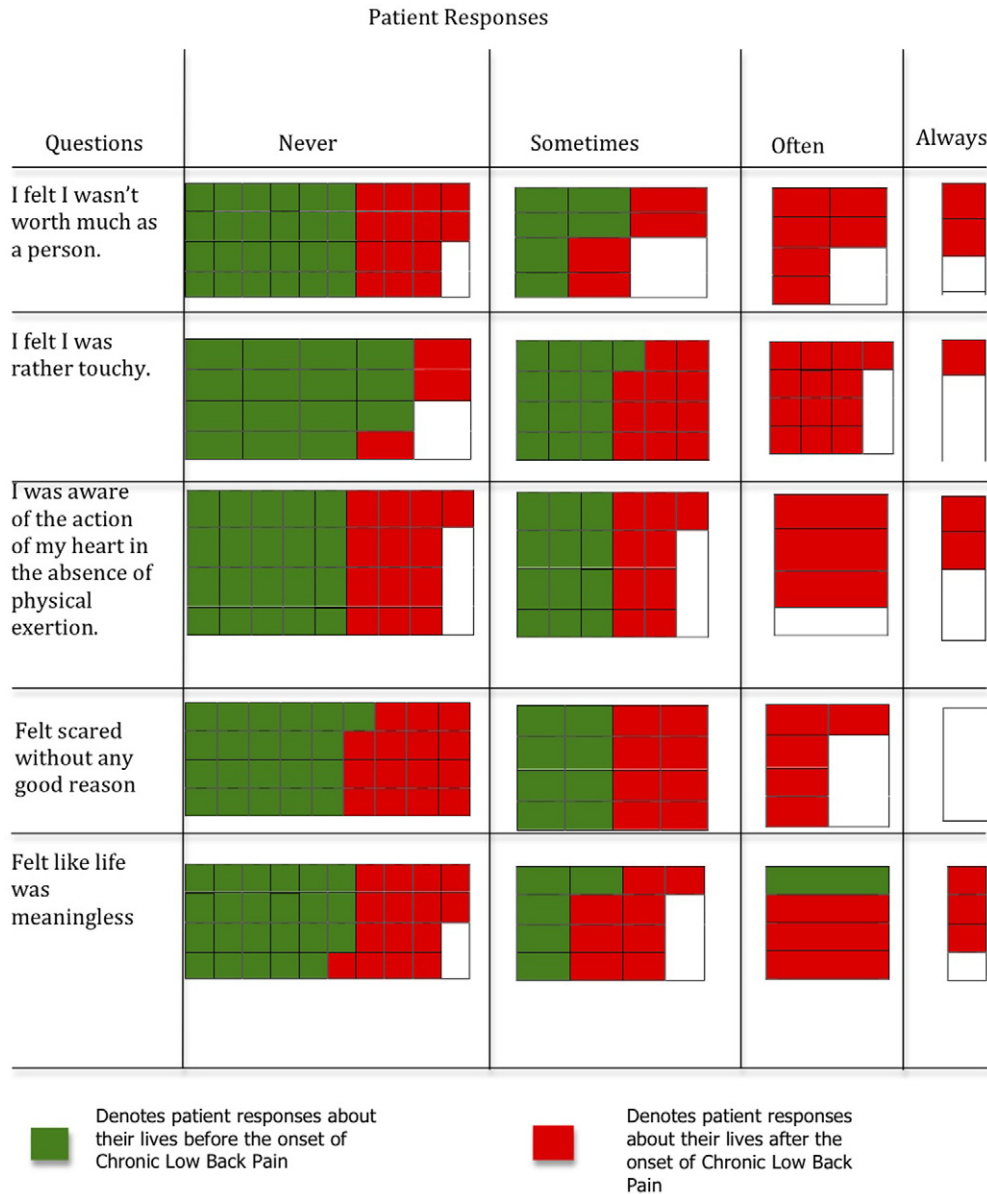 Patient Responses
Questions
Never
Sometimes
Often
Always
I felt I wasn't
worth much as
a person.
I felt I was
rather touchy.
I was aware
of the action
of my heart in
the absence of
physical
exertion.
Felt scared
without any
good reason
Felt like life
was
meaningless
Denotes patient responses about
their lives before the onset of
Chronic Low Back Pain
Denotes patient responses
about their lives after the
onset of Chronic Low Back
Pain